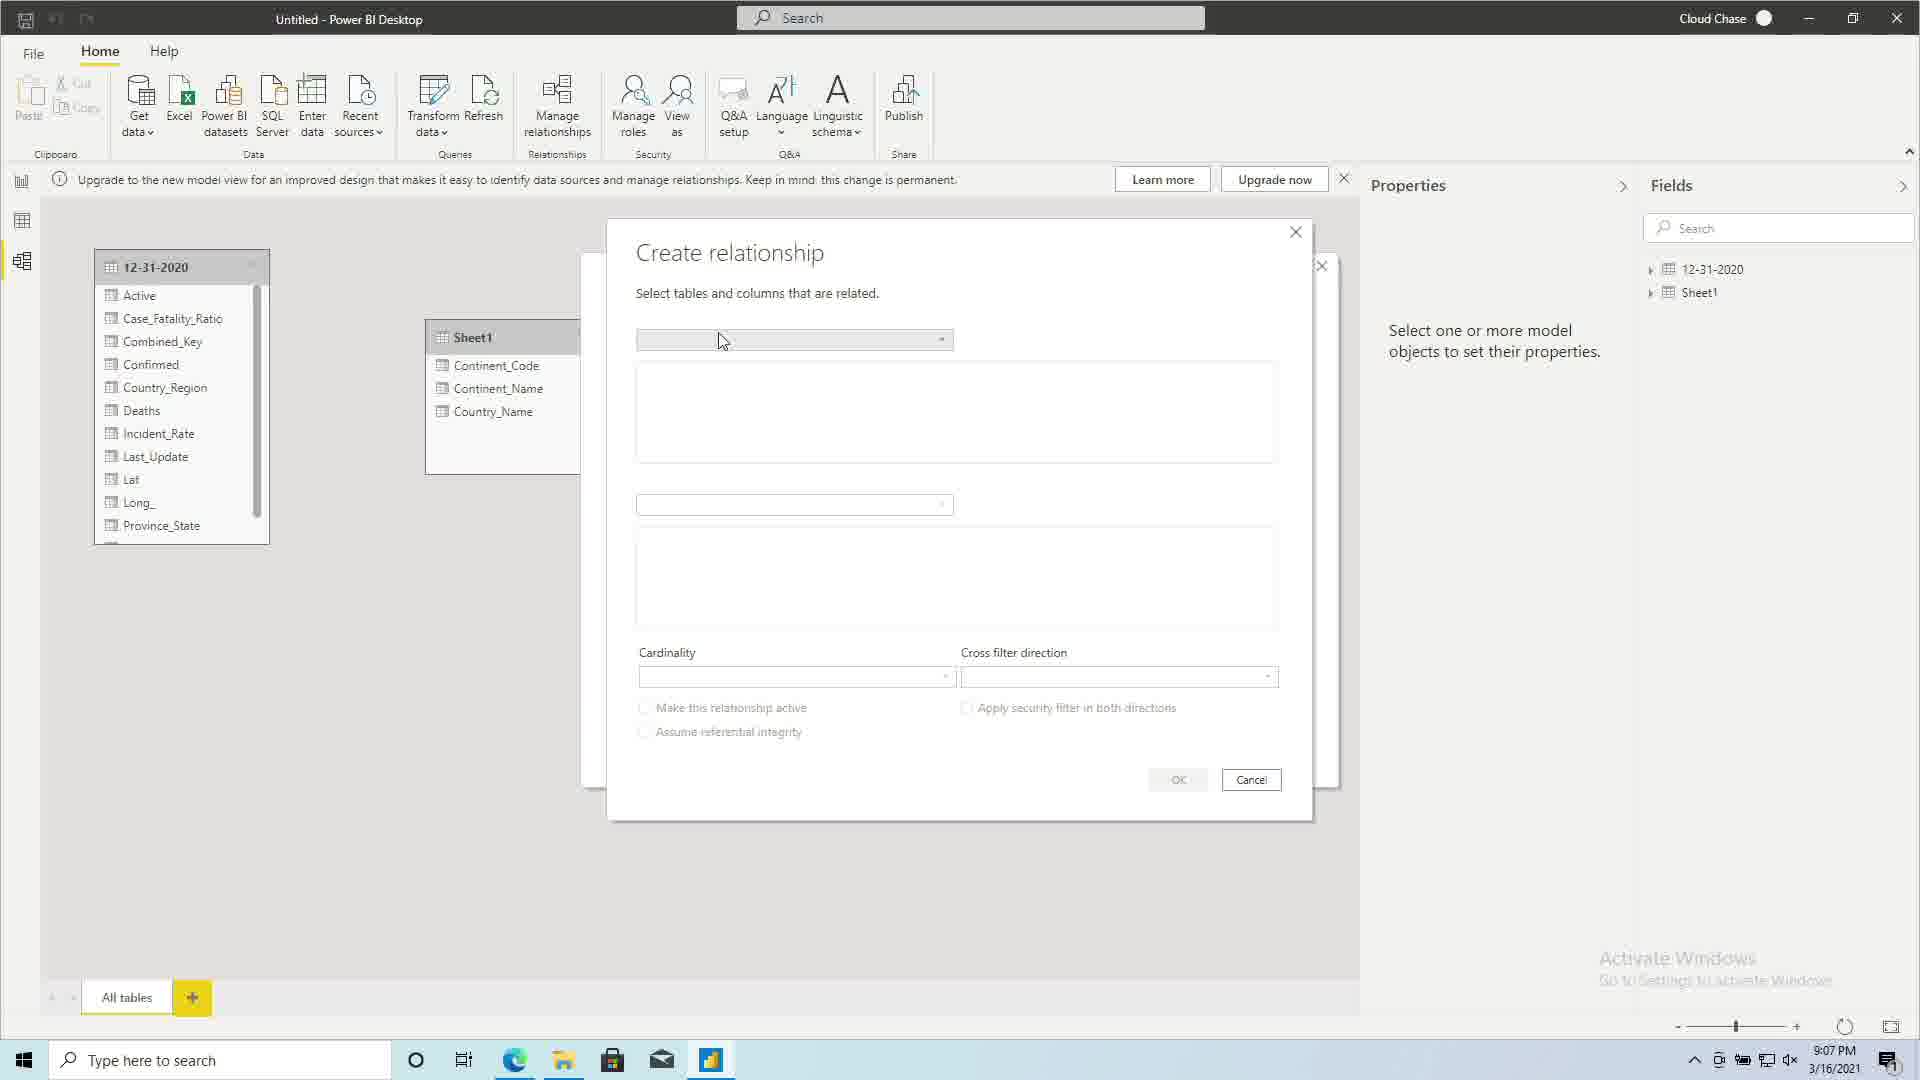 Untitled - Power BI Desktop
Search
Cloud Chase
File
Home
Help
Paste
Cut
Copy
Get data
Excel
Power BI datasets
SQL Server
Enter data
Recent sources
Transform data
Refresh
Manage relationships
Manage roles
View as
Q&A setup
Language
Linguistic schema
Publish
Clipboard
Data
Queries
Relationships
Security
Q&A
Share
Upgrade to the new model view for an improved design that makes it easy to identify data sources and manage relationships. Keep in mind: this change is permanent.
Learn more
Upgrade now
Properties
Fields
Search
12-31-2020
Sheet1
Select one or more model
objects to set their properties.
12-31-2020
Active
Case_Fatality_Ratio
Combined_Key
Confirmed
Country_Region
Deaths
Incident_Rate
Last_Update
Lat
Long_
Province_State
Sheet1
Continent_Code
Continent_Name
Country_Name
Create relationship
Select tables and columns that are related.
Cardinality
Cross filter direction
Make this relationship active
Apply security filter in both directions
Assume referential integrity
OK
Cancel
Activate Windows
Go to Settings to activate Windows.
All tables
Type here to search
9:07 PM
3/16/2021
1